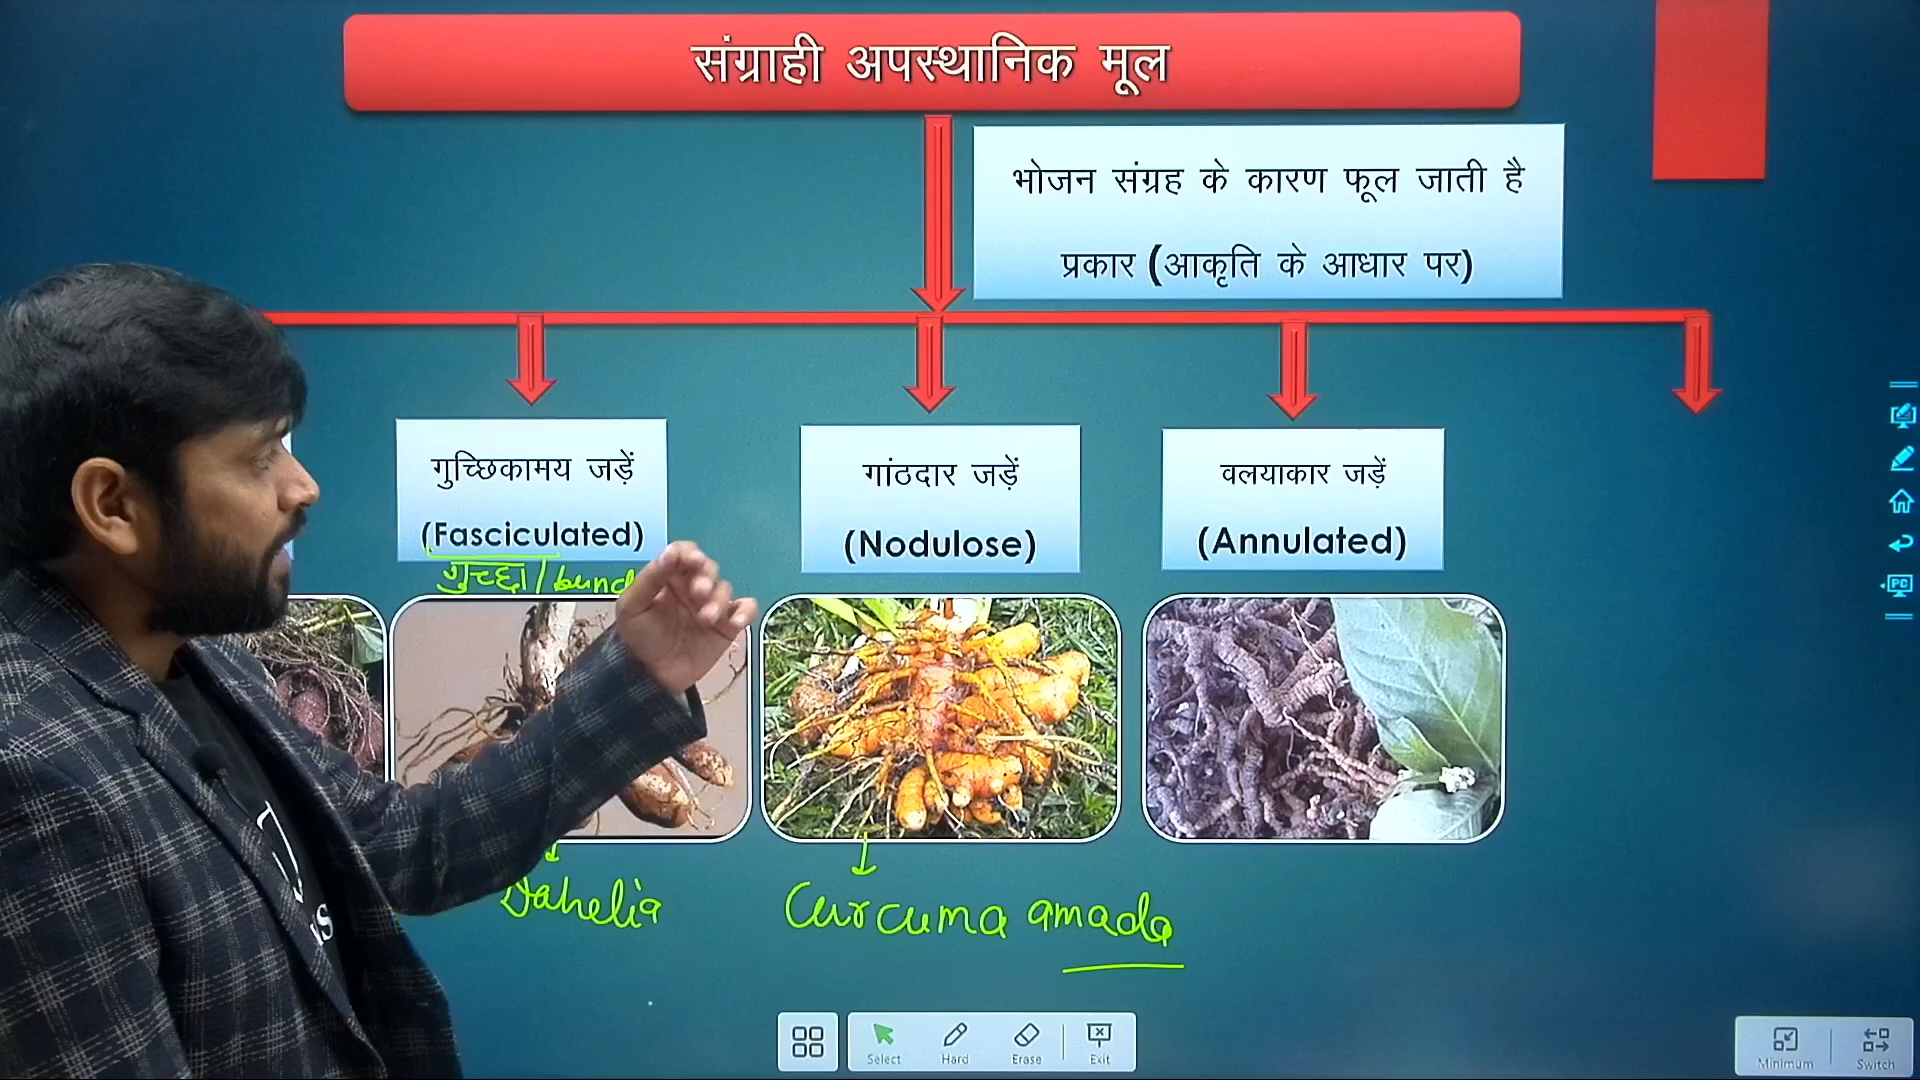 संग्राही अपस्थानिक मूल
भोजन संग्रह के कारण फूल जाती है
प्रकार (आकृति के आधार पर)
गुच्छिकामय जड़ें
(Fasciculated)
गुच्छा /
गांठदार जड़ें
(Nodulose)
वलयाकार जड़ें
(Annulated)
Dahelia
Curcuma amada
Select
Hard
Erase
Exit
Minimum
Switch
PC